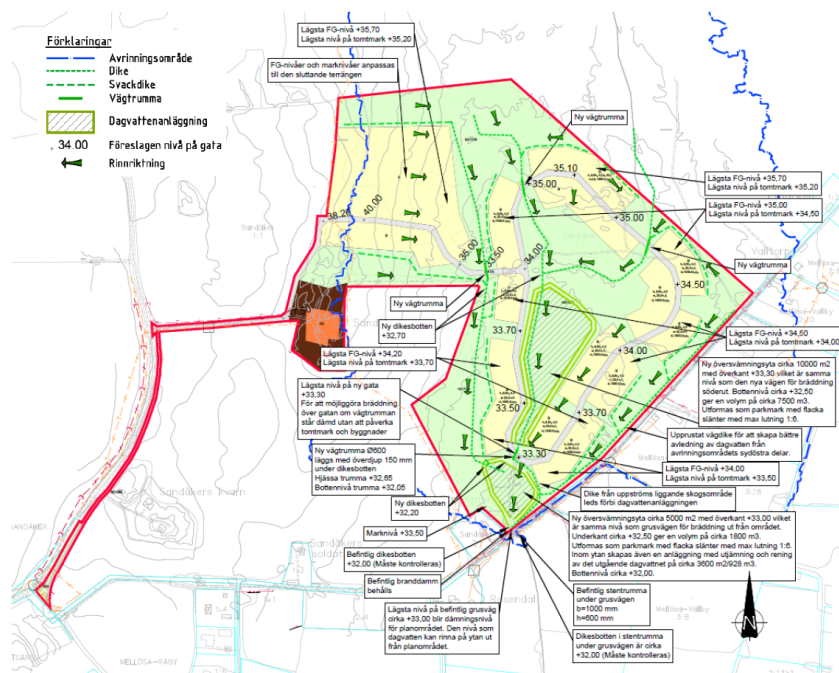 Förklaringar
Avrinningsområde
Dike
Svackdike
Vägtrumma
Dagvattenanläggning
34.00 Föreslagen nivå på gata
Rinnriktning
Lägsta FG-nivå +35,70
Lägsta nivå på tomtmark +35,20
FG-nivåer och marknivåer anpassas
till den sluttande terrängen
Ny vägtrumma
Lägsta FG-nivå +35,70
Lägsta nivå på tomtmark +35,20
Lägsta FG-nivå +35,00
Lägsta nivå på tomtmark +34,50
35.10
35.00
35.00
38.20
40.00
35.00
33.50
34.00
34.50
Ny vägtrumma
Ny vägtrumma
Ny dikesbotten
+32,70
33.70
34.00
Lägsta FG-nivå +34,50
Lägsta nivå på tomtmark +34,00
Lägsta FG-nivå +34,20
Lägsta nivå på tomtmark +33,70
Ny översvämningsyta cirka 10000 m2
med överkant +33,30 vilket är samma
nivå som den nya vägen för bräddning
söderut. Bottennivå cirka +32,50
ger en volym på cirka 7500 m3.
Utformas som parkmark med flacka
slänter med max lutning 1:6.
Lägsta nivå på ny gata
+33,30
För att möjliggöra bräddning
över gatan om vägtrumman
står dämd utan att påverka
tomtmark och byggnader
33.50
33.70
33.30
Upprustat vägdike för att skapa bättre
avledning av dagvatten från
avrinningsområdets sydöstra delar.
Ny vägtrumma Ø600
läggs med överdjup 150 mm
under dikesbotten
Hjässa trumma +32,65
Bottennivå trumma +32,05
Lägsta FG-nivå +34,00
Lägsta nivå på tomtmark +33,50
Dike från uppströms liggande skogsområde
leds förbi dagvattenanläggningen
Ny dikesbotten
+32,20
Marknivå +33,50
Ny översvämningsyta cirka 5000 m2 med överkant +33,00 vilket
är samma nivå som grusvägen för bräddning ut från området.
Underkant cirka +32,50 ger en volym på cirka 1800 m3.
Utformas som parkmark med flacka slänter med max lutning 1:6.
Inom ytan skapas även en anläggning med utjämning och rening
av det utgående dagvattnet på cirka 3600 m2/928 m3.
Bottennivå cirka +32,00.
Befintlig dikesbotten
+32,00 (Måste kontrolleras)
Befintlig branddamm
behålls
Befintlig stentrumma
under grusvägen
b=1000 mm
h=600 mm
Lägsta nivå på befintlig grusväg
cirka +33,00 blir dämningsnivå
för planområdet. Den nivå som
dagvatten kan rinna på ytan ut
från planområdet.
Dikesbotten i stentrumma
under grusvägen är cirka
+32,00 (Måste kontrolleras)
Sandåkers kvarn
Rosendal
MELLÖSA-RÅBY
Mellösa-Vallby
3:8
N